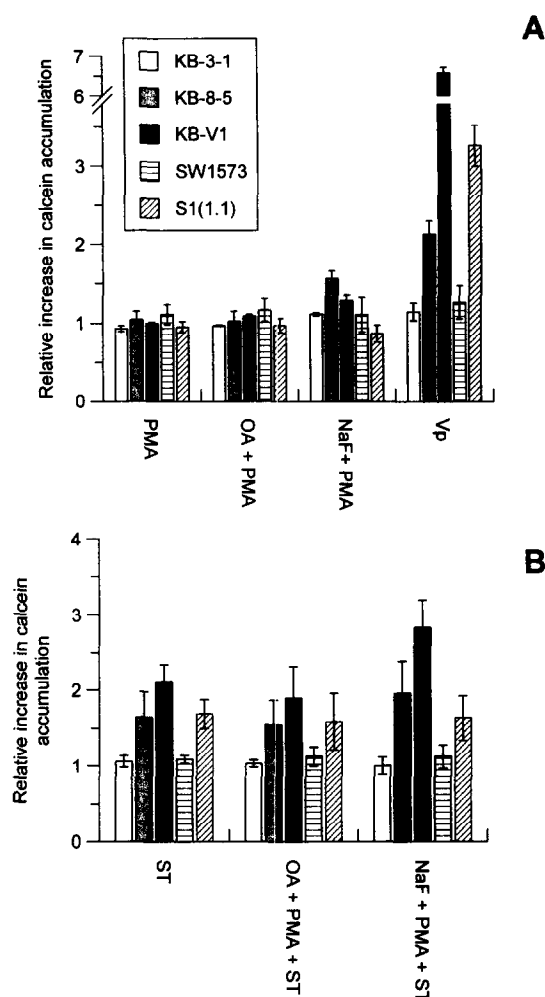 A
Relative increase in calcein accumulation
7
6
3
2
1
0
KB-3-1
KB-8-5
KB-V1
SW1573
S1(1.1)
PMA
OA + PMA
NaF+ PMA
Vp
B
Relative increase in calcein
accumulation
4
3
2
1
0
ST
OA + PMA + ST
NaF + PMA + ST